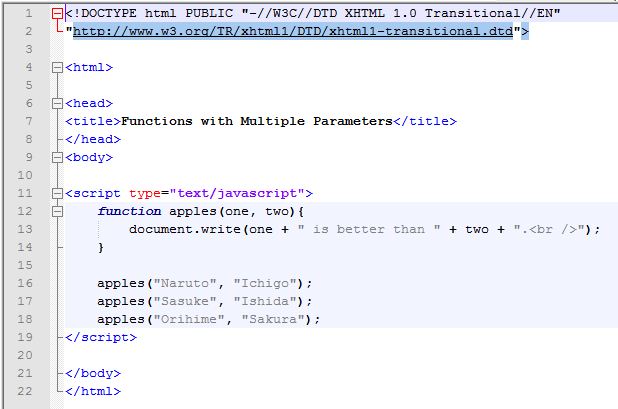 1 <!DOCTYPE html PUBLIC "-//W3C//DTD XHTML 1.0 Transitional//EN"
2 "http://www.w3.org/TR/xhtml1/DTD/xhtml1-transitional.dtd">
3
4 <html>
5
6 <head>
7 <title>Functions with Multiple Parameters</title>
8 </head>
9 <body>
10
11 <script type="text/javascript">
12     function apples(one, two){
13         document.write(one + " is better than " + two + ".<br />");
14     }
15
16     apples("Naruto", "Ichigo");
17     apples("Sasuke", "Ishida");
18     apples("Orihime", "Sakura");
19 </script>
20
21 </body>
22 </html>